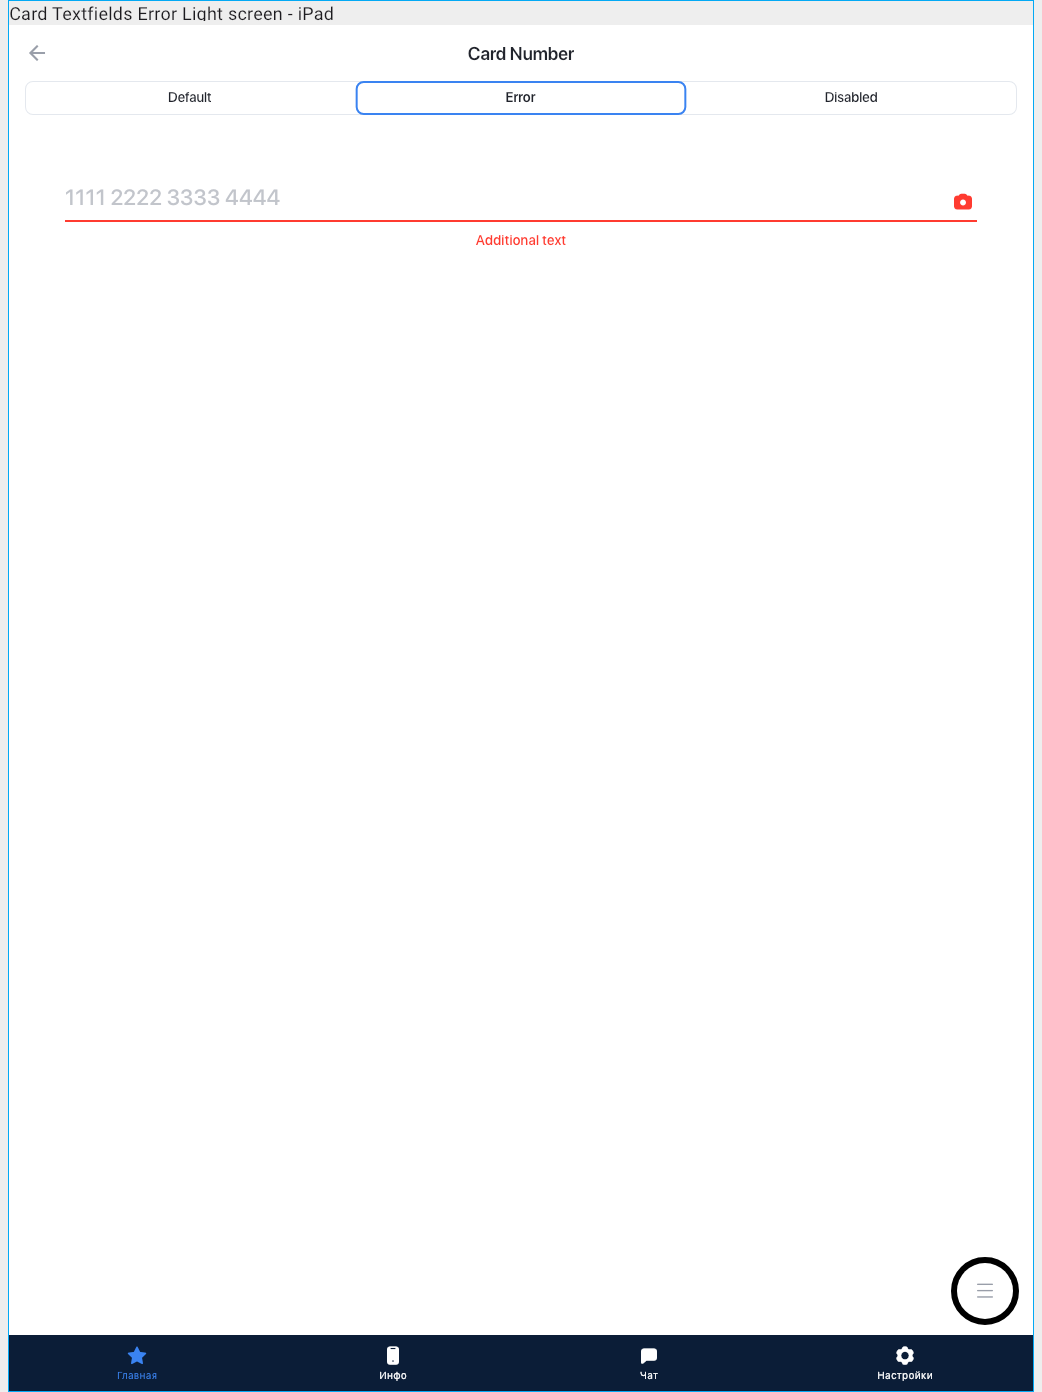 Card Textfields Error Light screen - iPad
Card Number
Default Error Disabled
1111 2222 3333 4444
Additional text
Главная Инфо Чат Настройки